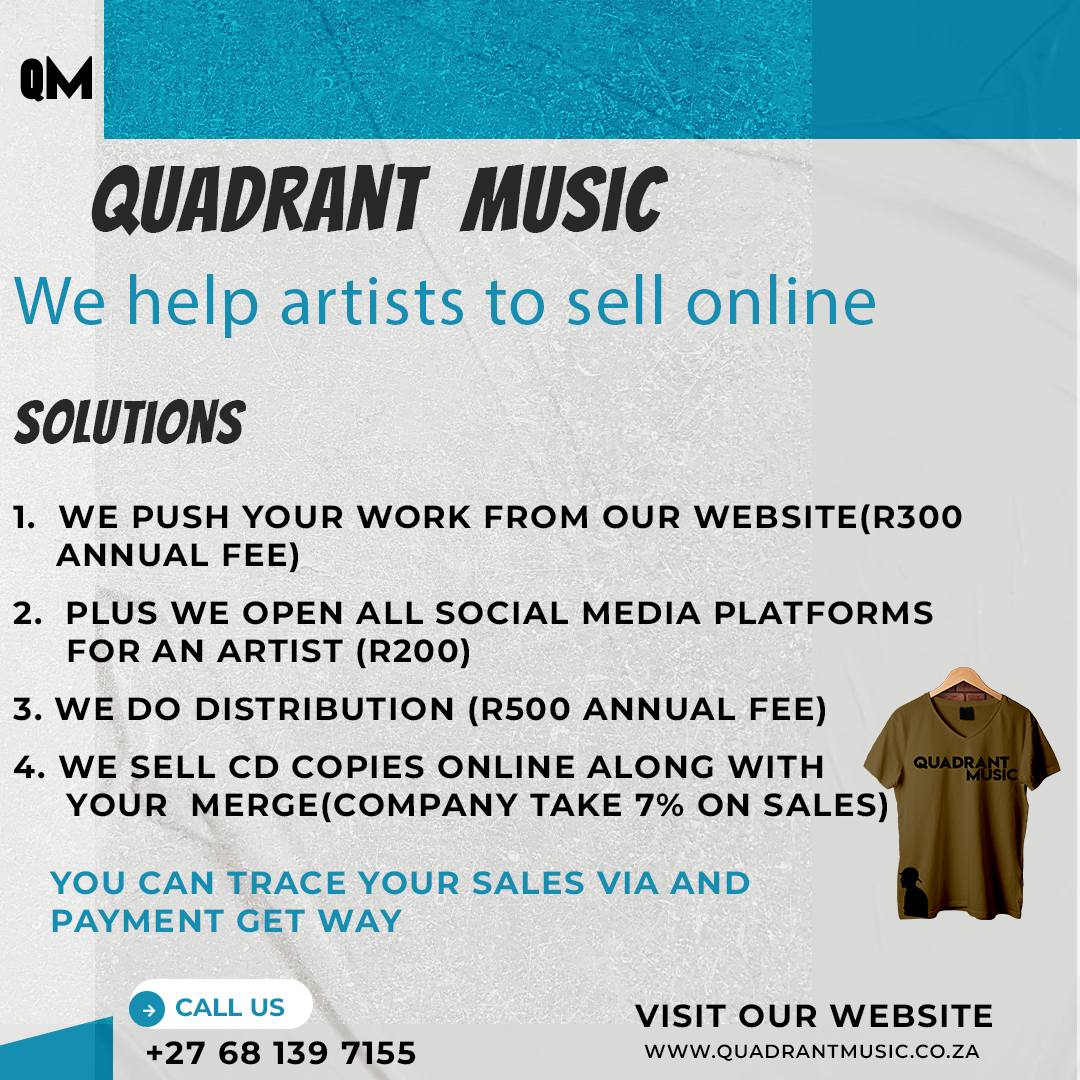 QM
QUADRANT MUSIC
We help artists to sell online
SOLUTIONS
1. WE PUSH YOUR WORK FROM OUR WEBSITE(R300
ANNUAL FEE)
2. PLUS WE OPEN ALL SOCIAL MEDIA PLATFORMS
FOR AN ARTIST (R200)
3. WE DO DISTRIBUTION (R500 ANNUAL FEE)
4. WE SELL CD COPIES ONLINE ALONG WITH
YOUR MERGE(COMPANY TAKE 7% ON SALES)
QUADRANT
MUSIC
YOU CAN TRACE YOUR SALES VIA AND
PAYMENT GET WAY
CALL US
+27 68 139 7155
VISIT OUR WEBSITE
WWW.QUADRANTMUSIC.CO.ZA